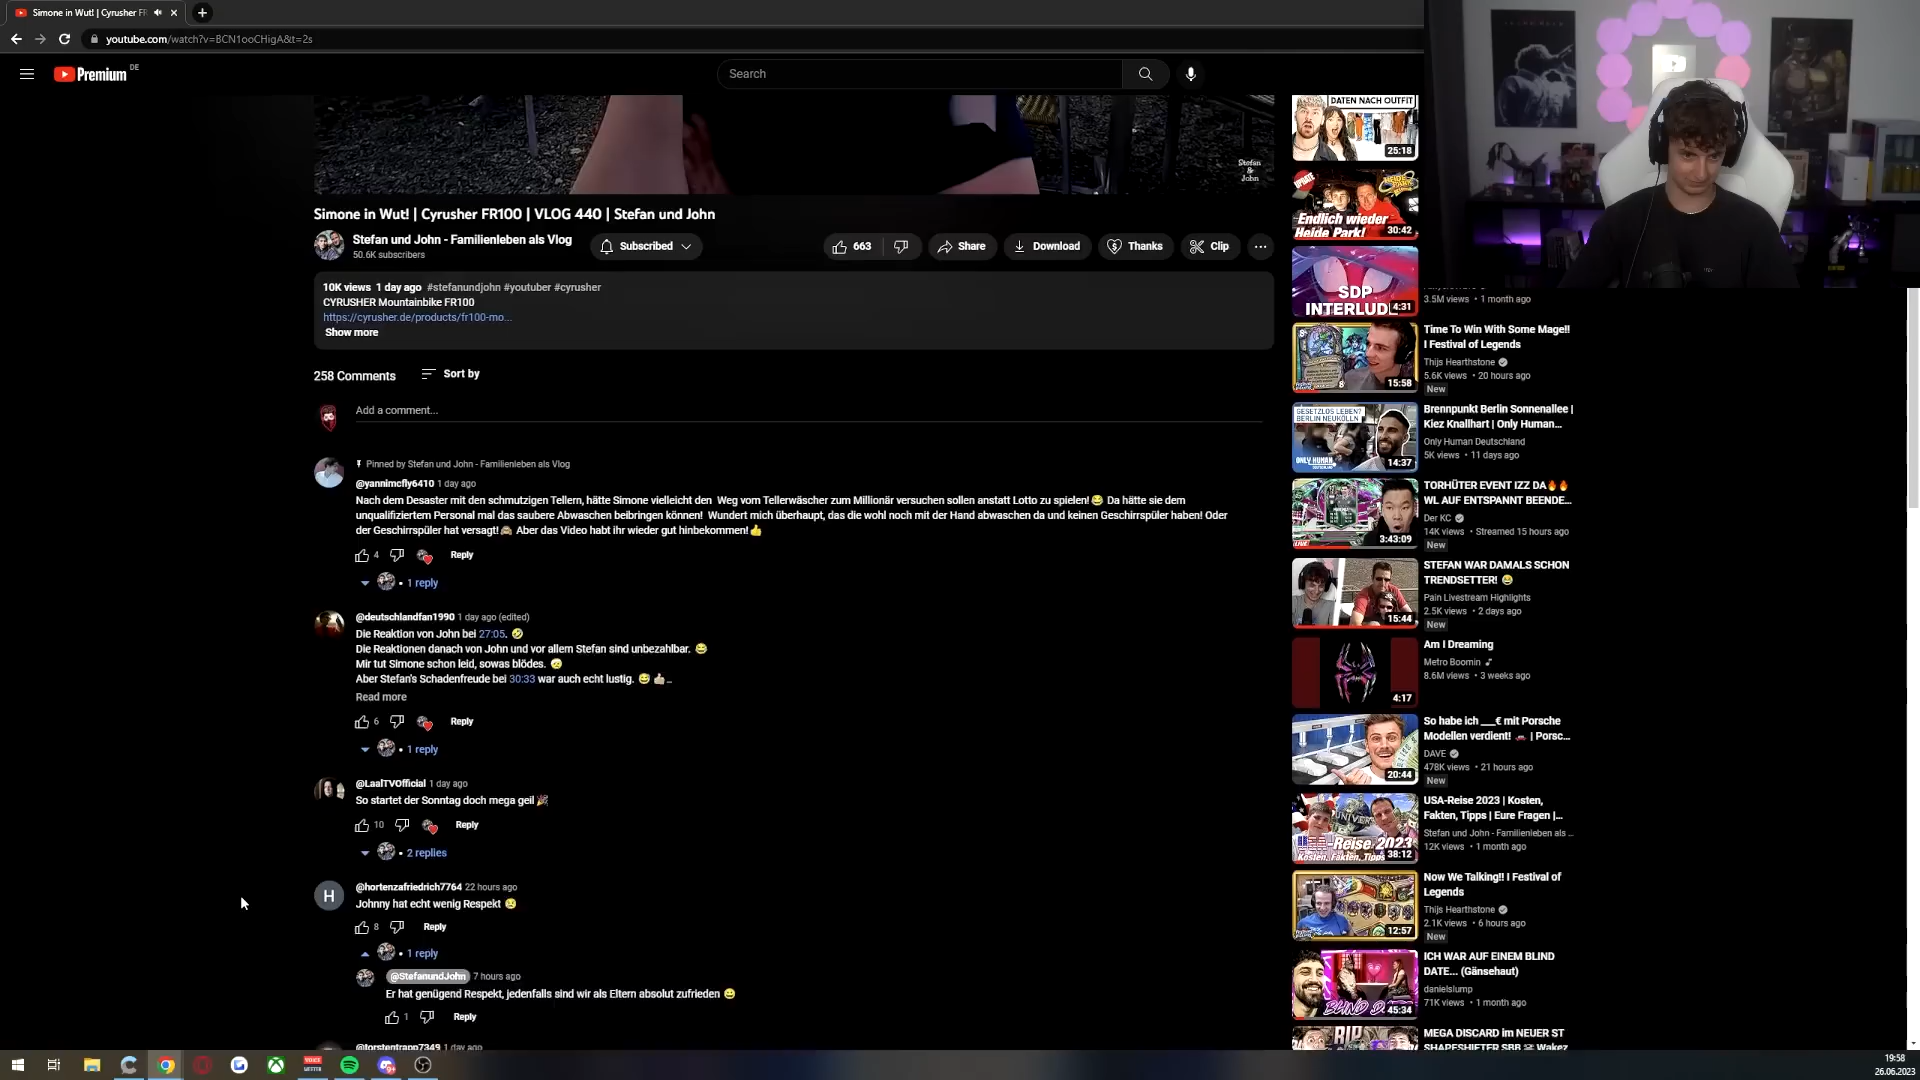 Simone in Wut! | Cyrusher FR
youtube.com/watch?v=BCN1ooCHigA&t=2s
Premium DE
Search
Stefan
&
John
Simone in Wut! | Cyrusher FR100 | VLOG 440 | Stefan und John
Stefan und John - Familienleben als Vlog
50.6K subscribers
Subscribed
663
Share
Download
Thanks
Clip
10K views 1 day ago #stefanundjohn #youtuber #cyrusher
CYRUSHER Mountainbike FR100
https://cyrusher.de/products/fr100-mo...
Show more
258 Comments
Sort by
Add a comment...
Pinned by Stefan und John - Familienleben als Vlog
@yannimcfly6410 1 day ago
Nach dem Desaster mit den schmutzigen Tellern, hätte Simone vielleicht den Weg vom Tellerwäscher zum Millionär versuchen sollen anstatt Lotto zu spielen!😂 Da hätte sie dem
unqualifiziertem Personal mal das saubere Abwaschen beibringen können! Wundert mich überhaupt, das die wohl noch mit der Hand abwaschen da und keinen Geschirrspüler haben! Oder
der Geschirrspüler hat versagt!🙈 Aber das Video habt ihr wieder gut hinbekommen!👍
4
Reply
1 reply
@deutschlandfan1990 1 day ago (edited)
Die Reaktion von John bei 27:05. 🤣
Die Reaktionen danach von John und vor allem Stefan sind unbezahlbar. 😂
Mir tut Simone schon leid, sowas blödes.
Aber Stefan's Schadenfreude bei 30:33 war auch echt lustig. 😅 👍🏼...
Read more
6
Reply
1 reply
@LaalTVOfficial 1 day ago
So startet der Sonntag doch mega geil 🎉
10
Reply
2 replies
H
@hortenzafriedrich7764 22 hours ago
Johnny hat echt wenig Respekt 😢
8
Reply
1 reply
@StefanundJohn 7 hours ago
Er hat genügend Respekt, jedenfalls sind wir als Eltern absolut zufrieden 😀
1
Reply
@torstentrapp7349 1 day ago
DATEN NACH OUTFIT
25:18
UPDATE
HEIDE PARK
Endlich wieder
Heide Park!
30:42
SDP
INTERLUDE
4:31
3.5M views • 1 month ago
8
15:58
Time To Win With Some Mage!!
I Festival of Legends
Thijs Hearthstone
5.6K views • 20 hours ago
New
GESETZLOS LEBEN?
BERLIN NEUKÖLLN
ONLY HUMAN
14:37
Brennpunkt Berlin Sonnenallee |
Kiez Knallhart | Only Human...
Only Human Deutschland
5K views • 11 days ago
LIVE
3:43:09
TORHÜTER EVENT IZZ DA🔥🔥
WL AUF ENTSPANNT BEENDE...
Der KC
14K views • Streamed 15 hours ago
New
15:44
STEFAN WAR DAMALS SCHON
TRENDSETTER! 😂
Pain Livestream Highlights
2.5K views • 2 days ago
New
4:17
Am I Dreaming
Metro Boomin
8.6M views • 3 weeks ago
20:44
So habe ich ___€ mit Porsche
Modellen verdient! 🚗 | Porsc...
DAVE
478K views • 21 hours ago
New
UNIVER
-Reise 2023
Kosten, Fakten, Tipps
38:12
USA-Reise 2023 | Kosten,
Fakten, Tipps | Eure Fragen |...
Stefan und John - Familienleben als ...
12K views • 1 month ago
12:57
Now We Talking!! I Festival of
Legends
Thijs Hearthstone
2.1K views • 6 hours ago
New
BLIND D
45:34
ICH WAR AUF EINEM BLIND
DATE... (Gänsehaut)
danielslump
71K views • 1 month ago
RIP
MEGA DISCARD im NEUER ST
SHAPESHIFTER SBB
Wakez
19:58
26.06.2023